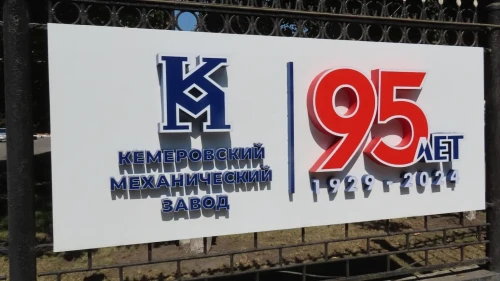 КМ
КЕМЕРОВСКИЙ
МЕХАНИЧЕСКИЙ
ЗАВОД
95 ЛЕТ
1929 - 2024